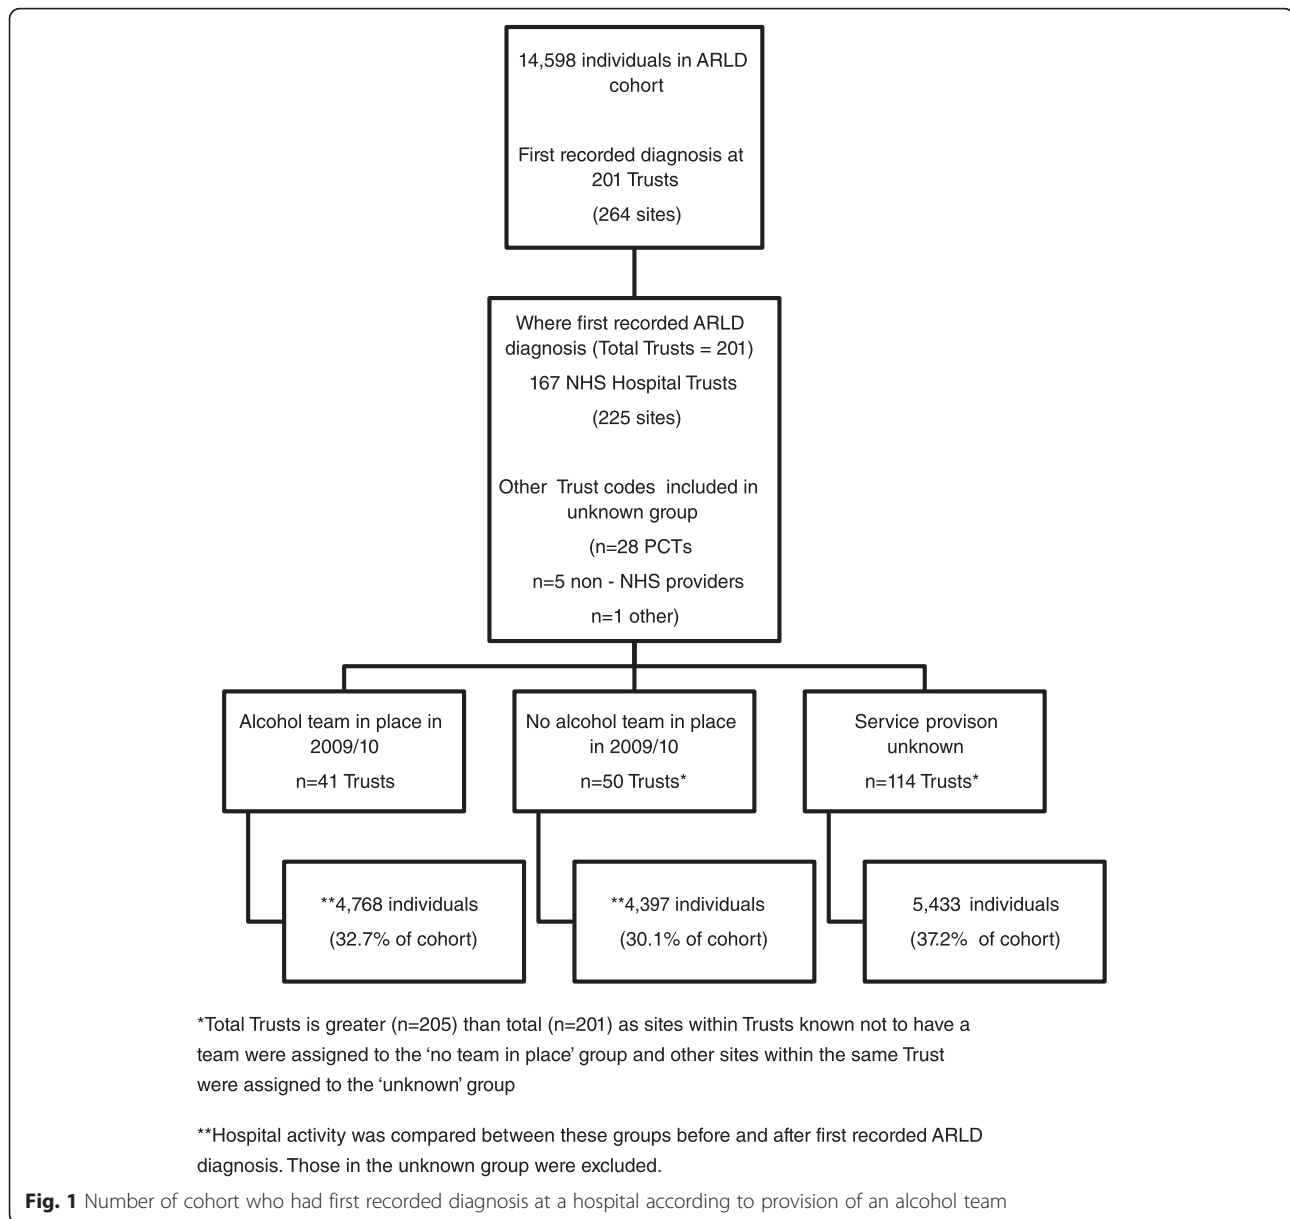 14,598 individuals in ARLD
cohort
First recorded diagnosis at
201 Trusts
(264 sites)
Where first recorded ARLD
diagnosis (Total Trusts = 201)
167 NHS Hospital Trusts
(225 sites)
Other Trust codes included in
unknown group
(n=28 PCTs
n=5 non - NHS providers
n=1 other)
Alcohol team in place in
2009/10
n=41 Trusts
No alcohol team in place
in 2009/10
n=50 Trusts*
Service provison
unknown
n=114 Trusts*
**4,768 individuals
(32.7% of cohort)
**4,397 individuals
(30.1% of cohort)
5,433 individuals
(37.2% of cohort)
*Total Trusts is greater (n=205) than total (n=201) as sites within Trusts known not to have a
team were assigned to the ‘no team in place’ group and other sites within the same Trust
were assigned to the ‘unknown’ group
**Hospital activity was compared between these groups before and after first recorded ARLD
diagnosis. Those in the unknown group were excluded.
Fig. 1 Number of cohort who had first recorded diagnosis at a hospital according to provision of an alcohol team